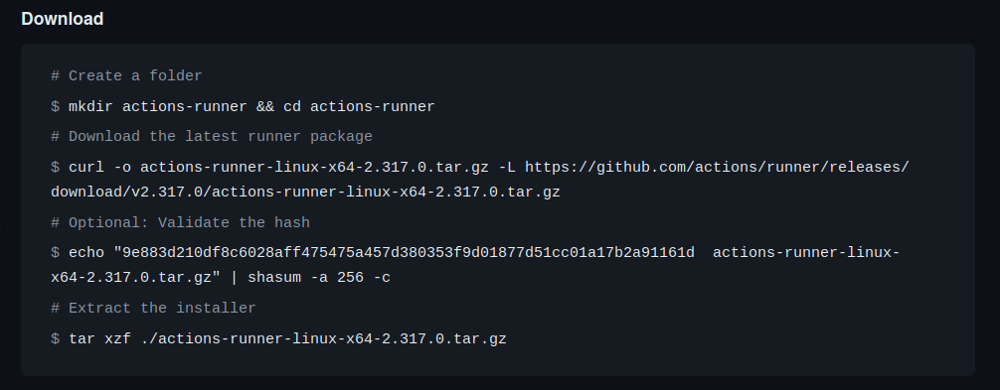 Download
# Create a folder
$ mkdir actions-runner && cd actions-runner
# Download the latest runner package
$ curl -o actions-runner-linux-x64-2.317.0.tar.gz -L https://github.com/actions/runner/releases/
download/v2.317.0/actions-runner-linux-x64-2.317.0.tar.gz
# Optional: Validate the hash
$ echo "9e883d210df8c6028aff475475a457d380353f9d01877d51cc01a17b2a91161d  actions-runner-linux-
x64-2.317.0.tar.gz" | shasum -a 256 -c
# Extract the installer
$ tar xzf ./actions-runner-linux-x64-2.317.0.tar.gz